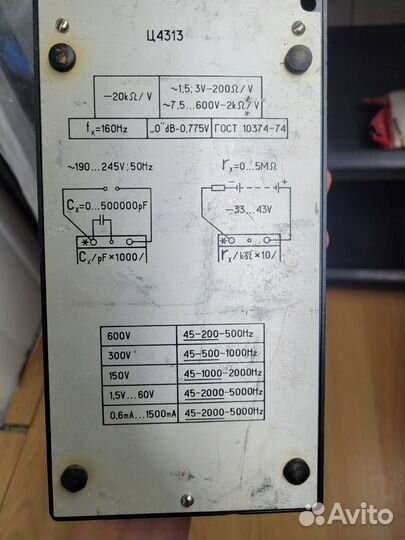 Ц4313
—20kΩ/V
~1,5; 3V-200Ω/V
~7,5...600V-2kΩ/V
fₓ=160Hz
„0"dB-0,775V
ГОСТ 10374-74
~190...245V; 50Hz
Cₓ=0...500000pF
*
Cₓ/pF×1000/
rₓ=0...5MΩ
− +
—33...43V
*
rₓ/kΩ×10/
600V 45-200-500Hz
300V 45-500-1000Hz
150V 45-1000-2000Hz
1,5V...60V 45-2000-5000Hz
0,6mA...1500mA 45-2000-5000Hz
Avito